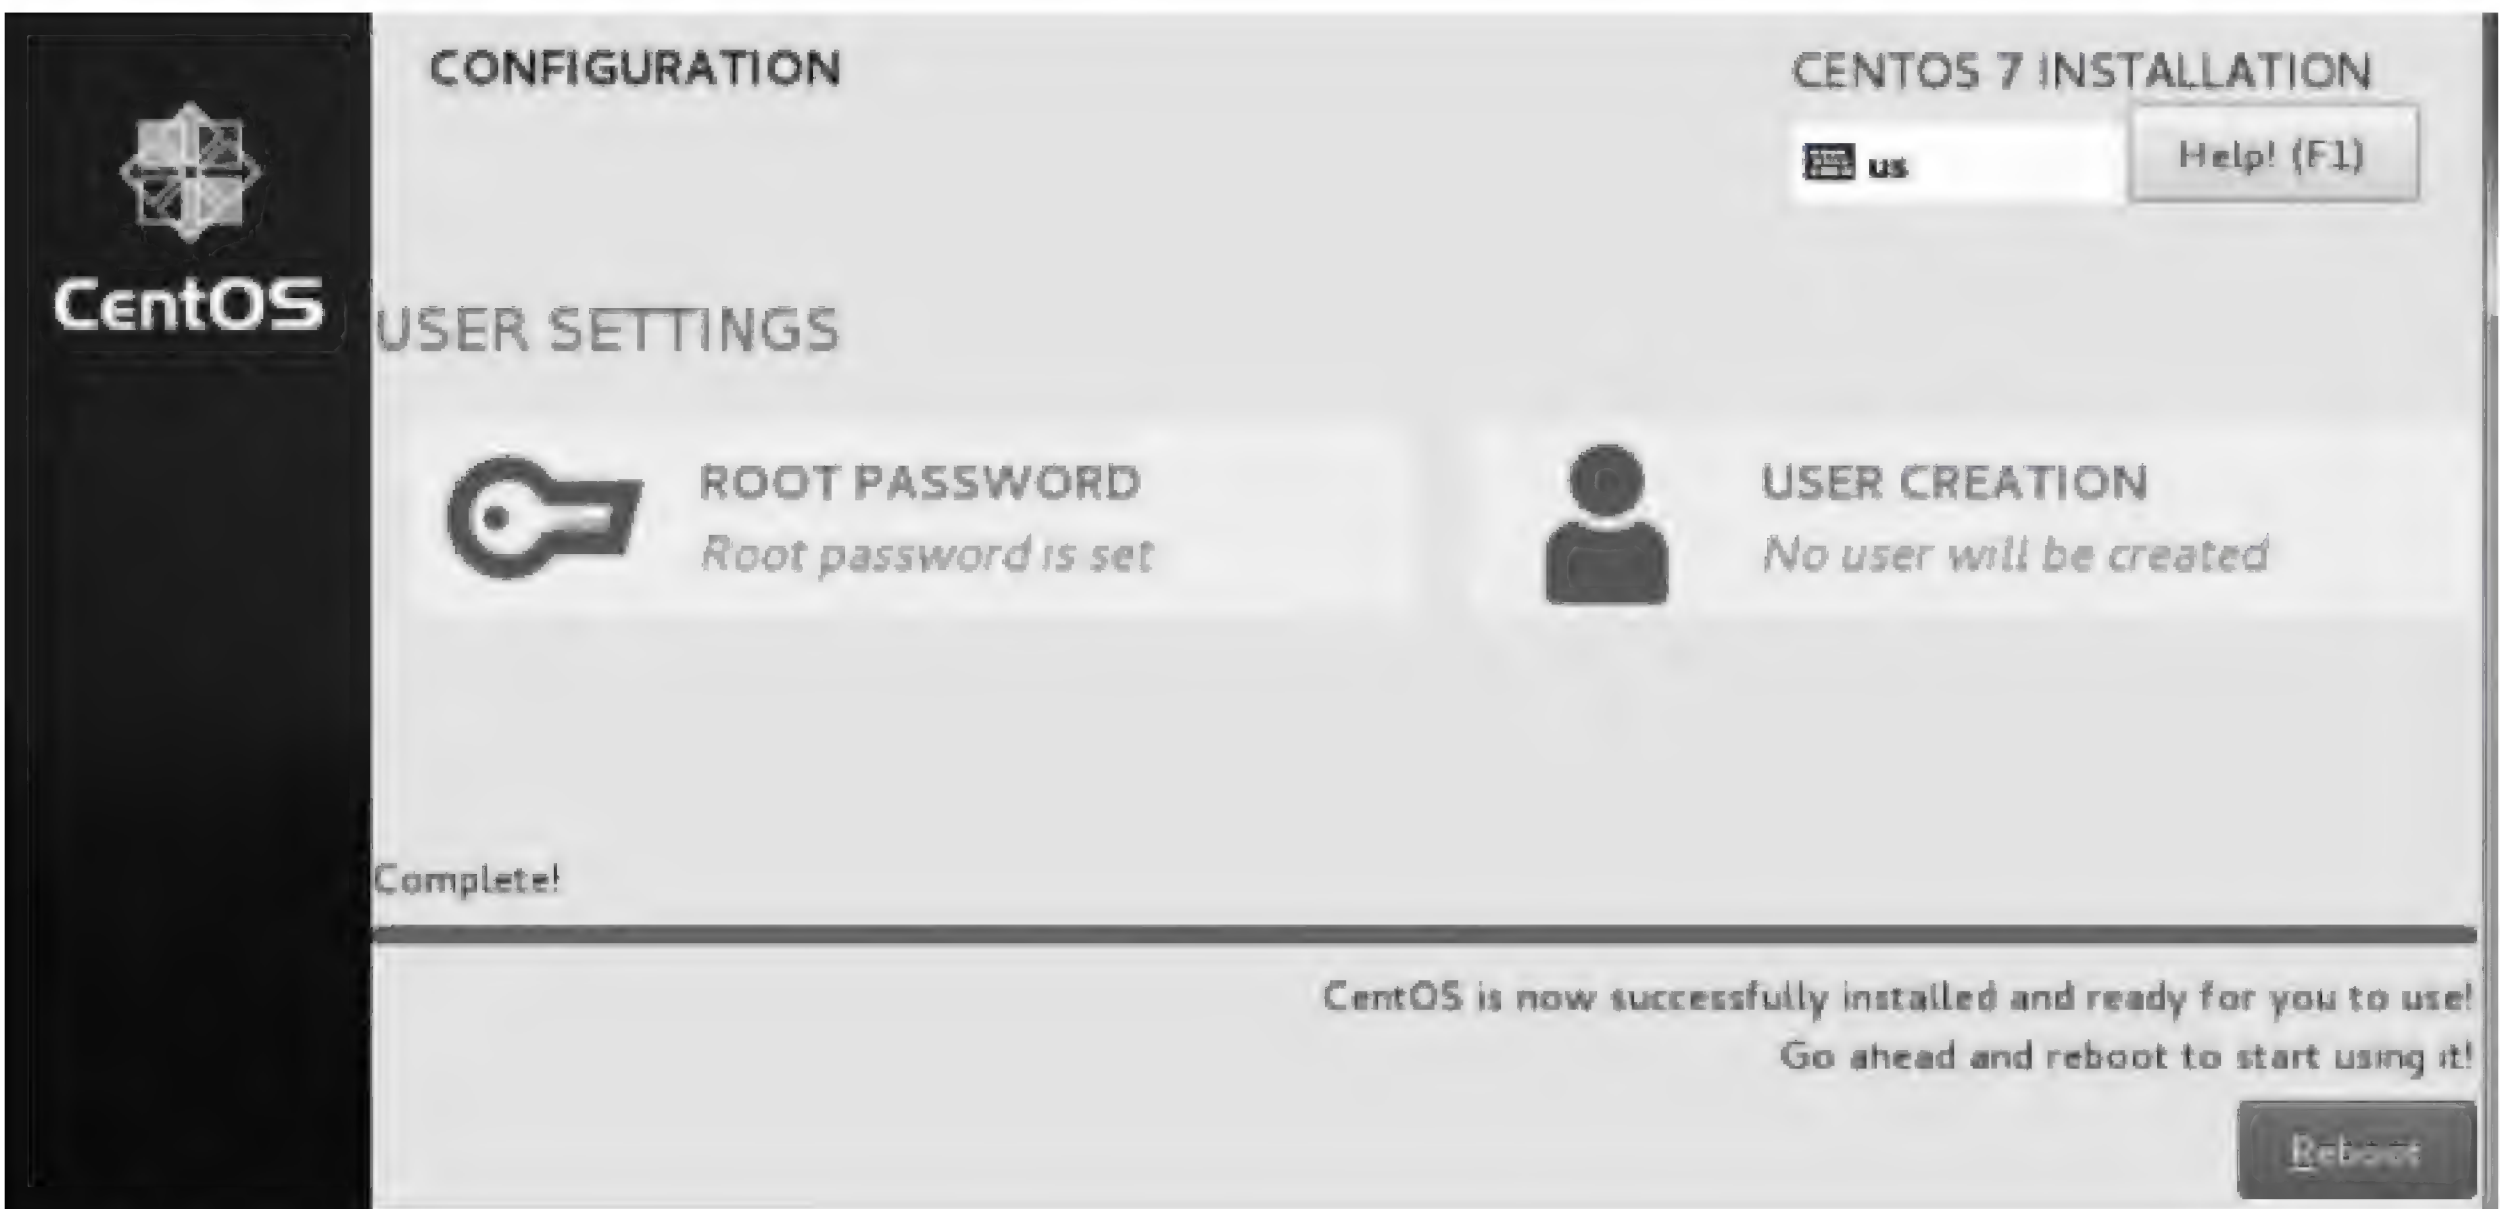 CONFIGURATION
CENTOS 7 INSTALLATION
us
Help! (F1)
CentOS
USER SETTINGS
ROOT PASSWORD
Root password is set
USER CREATION
No user will be created
Complete!
CentOS is now successfully installed and ready for you to use!
Go ahead and reboot to start using it!
Reboot